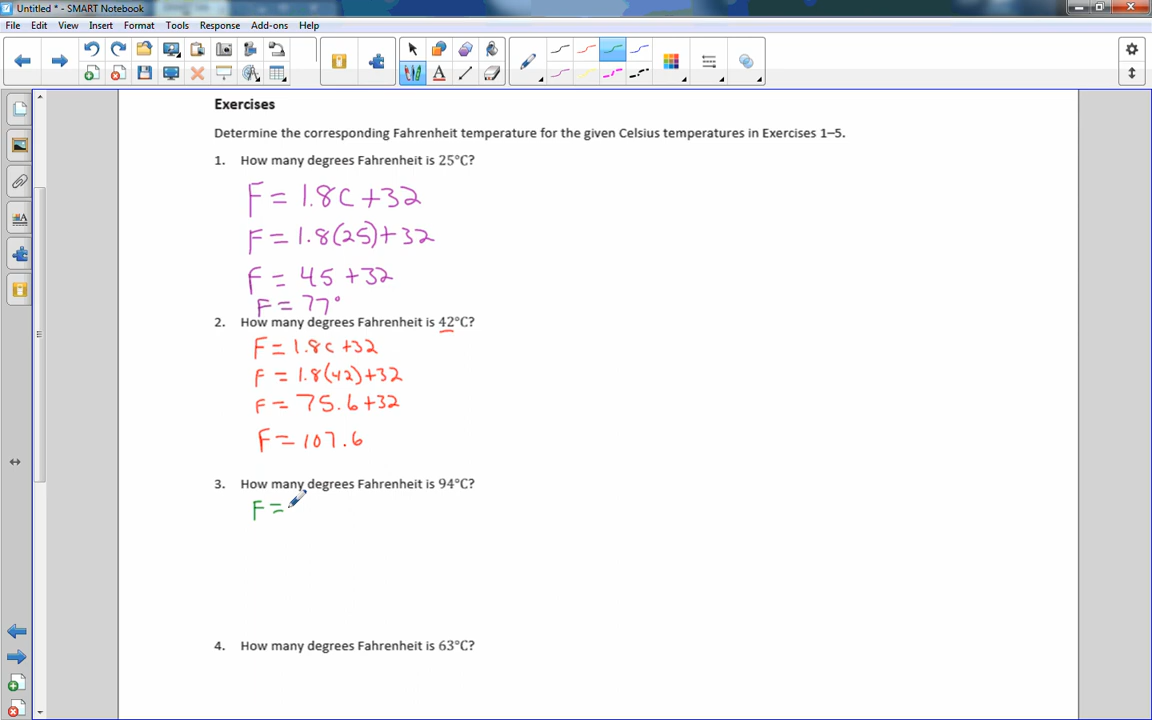 Untitled * - SMART Notebook
File Edit View Insert Format Tools Response Add-ons Help
Exercises
Determine the corresponding Fahrenheit temperature for the given Celsius temperatures in Exercises 1–5.
1. How many degrees Fahrenheit is 25°C?
F = 1.8C + 32
F = 1.8(25) + 32
F = 45 + 32
F = 77°
2. How many degrees Fahrenheit is 42°C?
F = 1.8C + 32
F = 1.8(42) + 32
F = 75.6 + 32
F = 107.6
3. How many degrees Fahrenheit is 94°C?
F =
4. How many degrees Fahrenheit is 63°C?